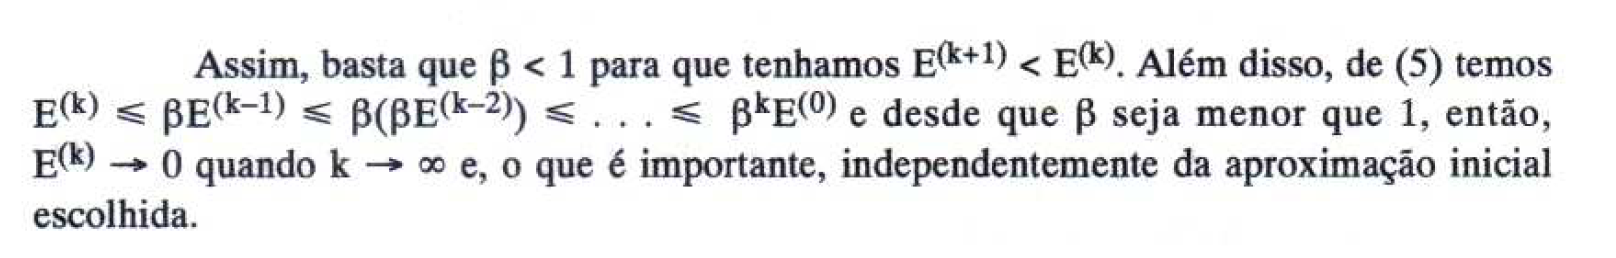 Assim, basta que β < 1 para que tenhamos E⁽ᵏ⁺¹⁾ < E⁽ᵏ⁾. Além disso, de (5) temos
E⁽ᵏ⁾ ⩽ βE⁽ᵏ⁻¹⁾ ⩽ β(βE⁽ᵏ⁻²⁾) ⩽ . . . ⩽ βᵏE⁽⁰⁾ e desde que β seja menor que 1, então,
E⁽ᵏ⁾ → 0 quando k → ∞ e, o que é importante, independentemente da aproximação inicial
escolhida.